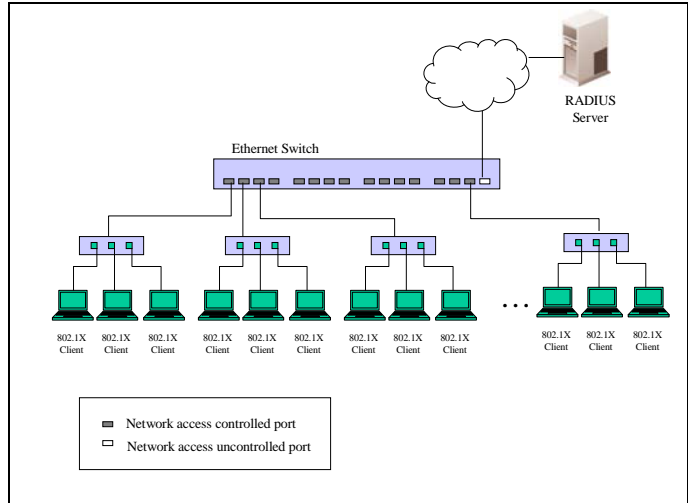 RADIUS
Server
Ethernet Switch
...
802.1X
Client
802.1X
Client
802.1X
Client
802.1X
Client
802.1X
Client
802.1X
Client
802.1X
Client
802.1X
Client
802.1X
Client
802.1X
Client
802.1X
Client
802.1X
Client
Network access controlled port
Network access uncontrolled port